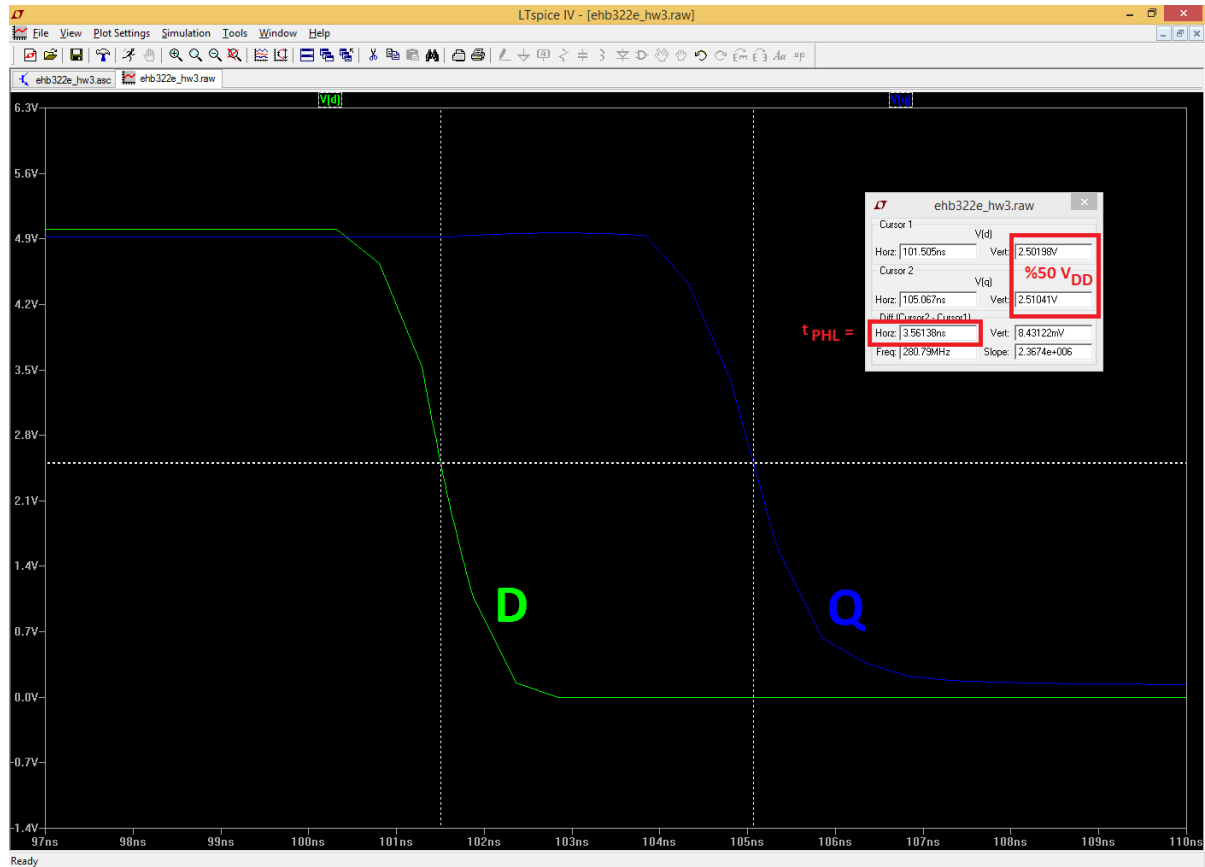 LTspice IV - [ehb322e_hw3.raw]
File View Plot Settings Simulation Tools Window Help
ehb322e_hw3.asc ehb322e_hw3.raw
V(d) V(q)
6.3V
5.6V
4.9V
4.2V
3.5V
2.8V
2.1V
1.4V
0.7V
0.0V
-0.7V
-1.4V
97ns 98ns 99ns 100ns 101ns 102ns 103ns 104ns 105ns 106ns 107ns 108ns 109ns 110ns
ehb322e_hw3.raw
Cursor 1
V(d)
Horz: 101.505ns Vert: 2.50198V
Cursor 2
V(q)
%50 VDD
Horz: 105.067ns Vert: 2.51041V
Diff (Cursor2 - Cursor1)
t PHL =
Horz: 3.56138ns Vert: 8.43122mV
Freq: 280.79MHz Slope: 2.3674e+006
D
Q
Ready